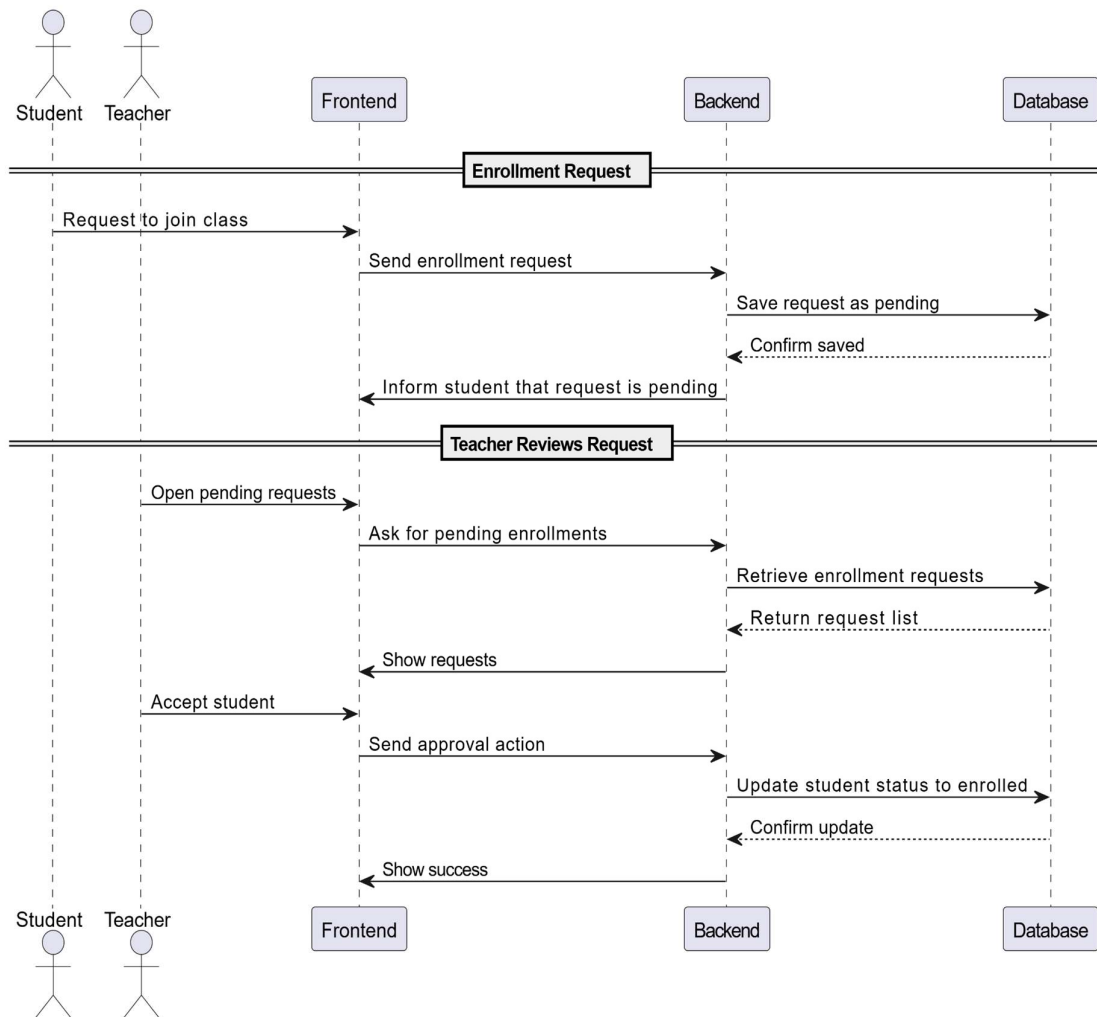 Student Teacher Frontend Backend Database
Enrollment Request
Request to join class
Send enrollment request
Save request as pending
Confirm saved
Inform student that request is pending
Teacher Reviews Request
Open pending requests
Ask for pending enrollments
Retrieve enrollment requests
Return request list
Show requests
Accept student
Send approval action
Update student status to enrolled
Confirm update
Show success
Student Teacher Frontend Backend Database